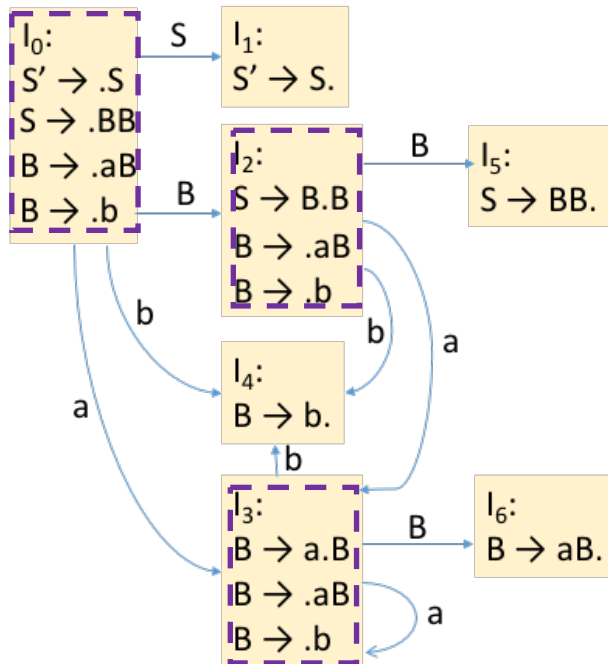 I₀:
S' → .S
S → .BB
B → .aB
B → .b
S
I₁:
S' → S.
B
I₂:
S → B.B
B → .aB
B → .b
B
I₅:
S → BB.
b
a
b
a
I₄:
B → b.
b
I₃:
B → a.B
B → .aB
B → .b
B
I₆:
B → aB.
a